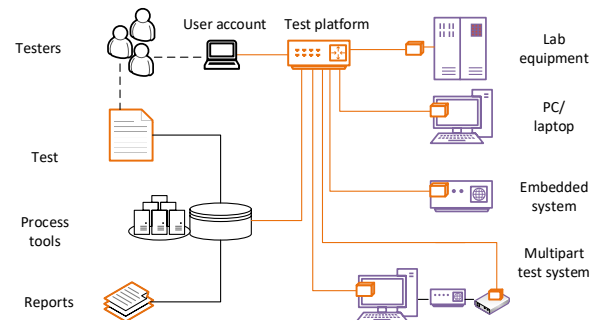 Testers
User account
Test platform
Lab
equipment
PC/
laptop
Test
Embedded
system
Process
tools
Multipart
test system
Reports